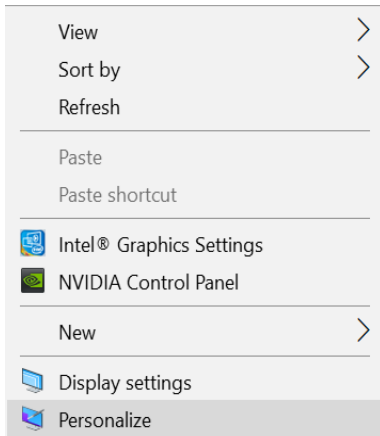 View
Sort by
Refresh
Paste
Paste shortcut
Intel® Graphics Settings
NVIDIA Control Panel
New
Display settings
Personalize